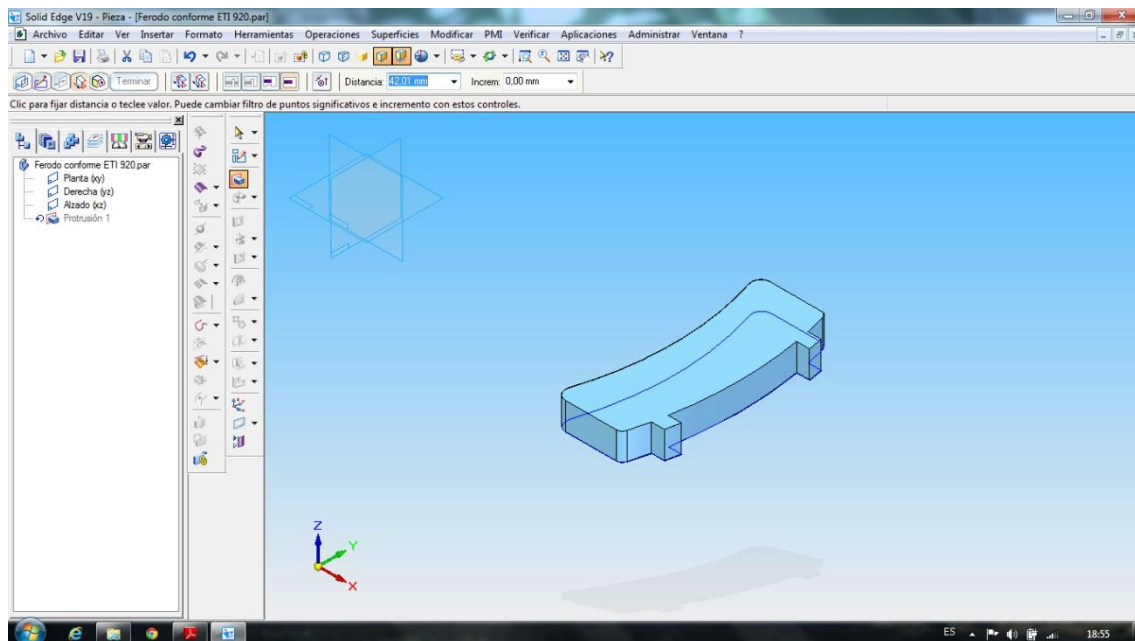 Solid Edge V19 - Pieza - [Ferodo conforme ETI 920.par]
Archivo Editar Ver Insertar Formato Herramientas Operaciones Superficies Modificar PMI Verificar Aplicaciones Administrar Ventana ?
Terminar Distancia: 42,01 mm Increm: 0,00 mm
Clic para fijar distancia o teclee valor. Puede cambiar filtro de puntos significativos e incremento con estos controles.
Ferodo conforme ETI 920.par
Planta (xy)
Derecha (yz)
Alzado (xz)
Protrusión 1
Z
Y
X
ES 18:55